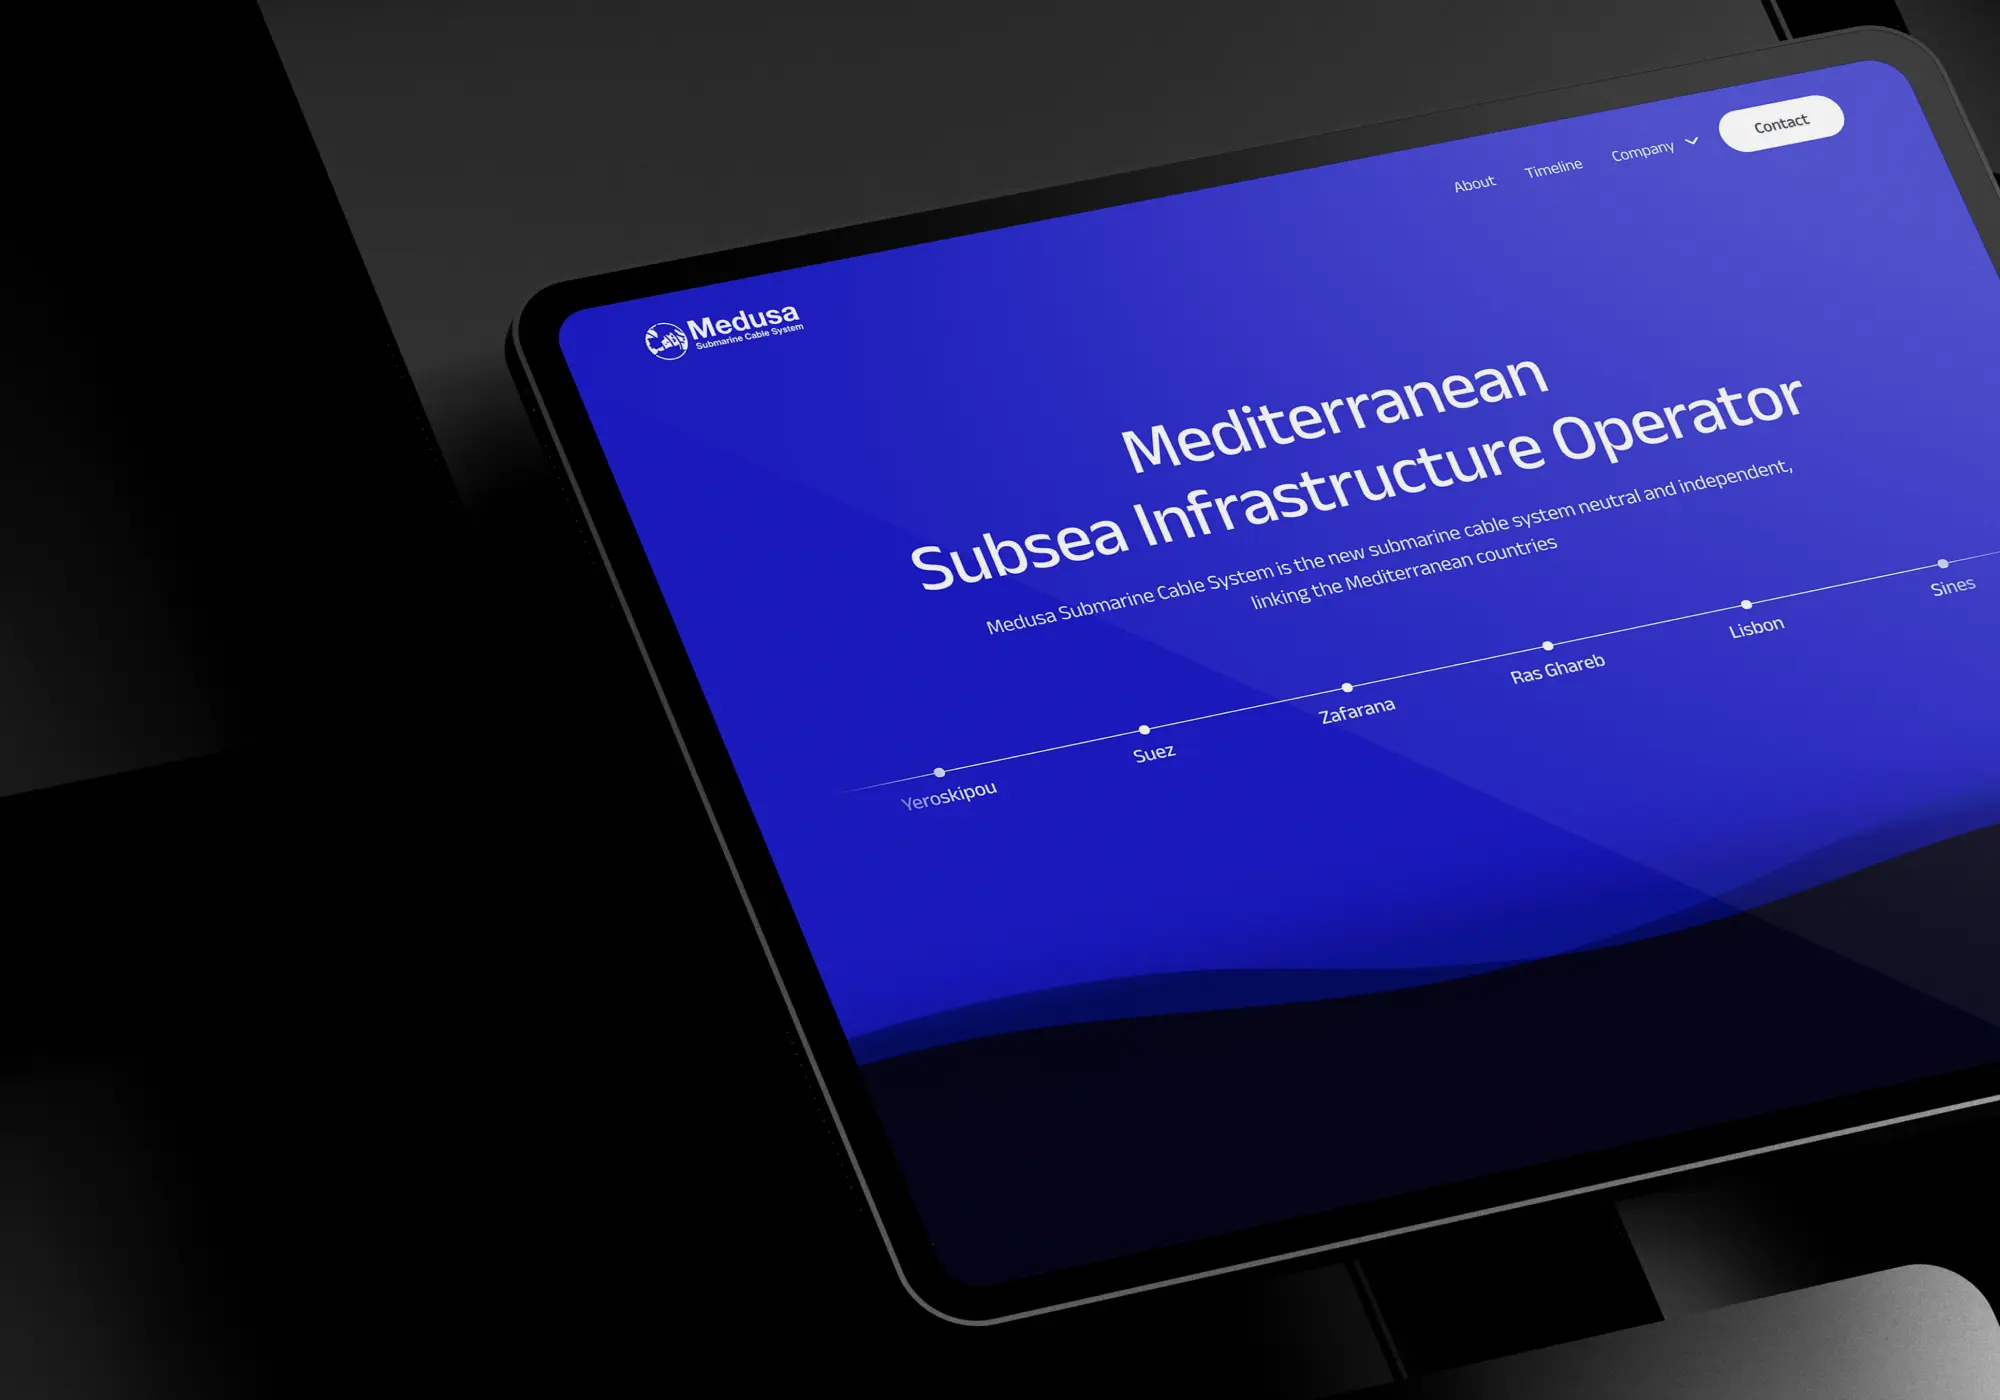 About
Timeline
Company
Contact
Medusa
Submarine Cable System
Mediterranean
Subsea Infrastructure Operator
Medusa Submarine Cable System is the new submarine cable system neutral and independent,
linking the Mediterranean countries
Yeroskipou
Suez
Zafarana
Ras Ghareb
Lisbon
Sines